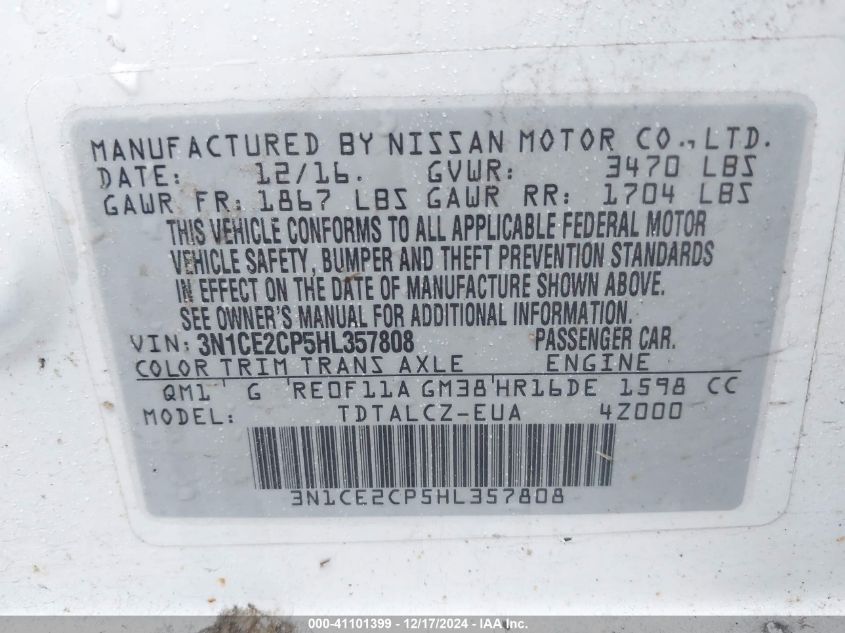 MANUFACTURED BY NISSAN MOTOR CO., LTD.
DATE: 12/16. GVWR: 3470 LBS
GAWR FR: 1867 LBS GAWR RR: 1704 LBS
THIS VEHICLE CONFORMS TO ALL APPLICABLE FEDERAL MOTOR
VEHICLE SAFETY, BUMPER AND THEFT PREVENTION STANDARDS
IN EFFECT ON THE DATE OF MANUFACTURE SHOWN ABOVE.
SEE OWNER'S MANUAL FOR ADDITIONAL INFORMATION.
VIN: 3N1CE2CP5HL357808 PASSENGER CAR.
COLOR TRIM TRANS AXLE ENGINE
QM1 G RE0F11A GM38 HR16DE 1598 CC
MODEL: TDTALCZ-EUA 4Z000
3N1CE2CP5HL357808
000-41101399 - 12/17/2024 - IAA Inc.